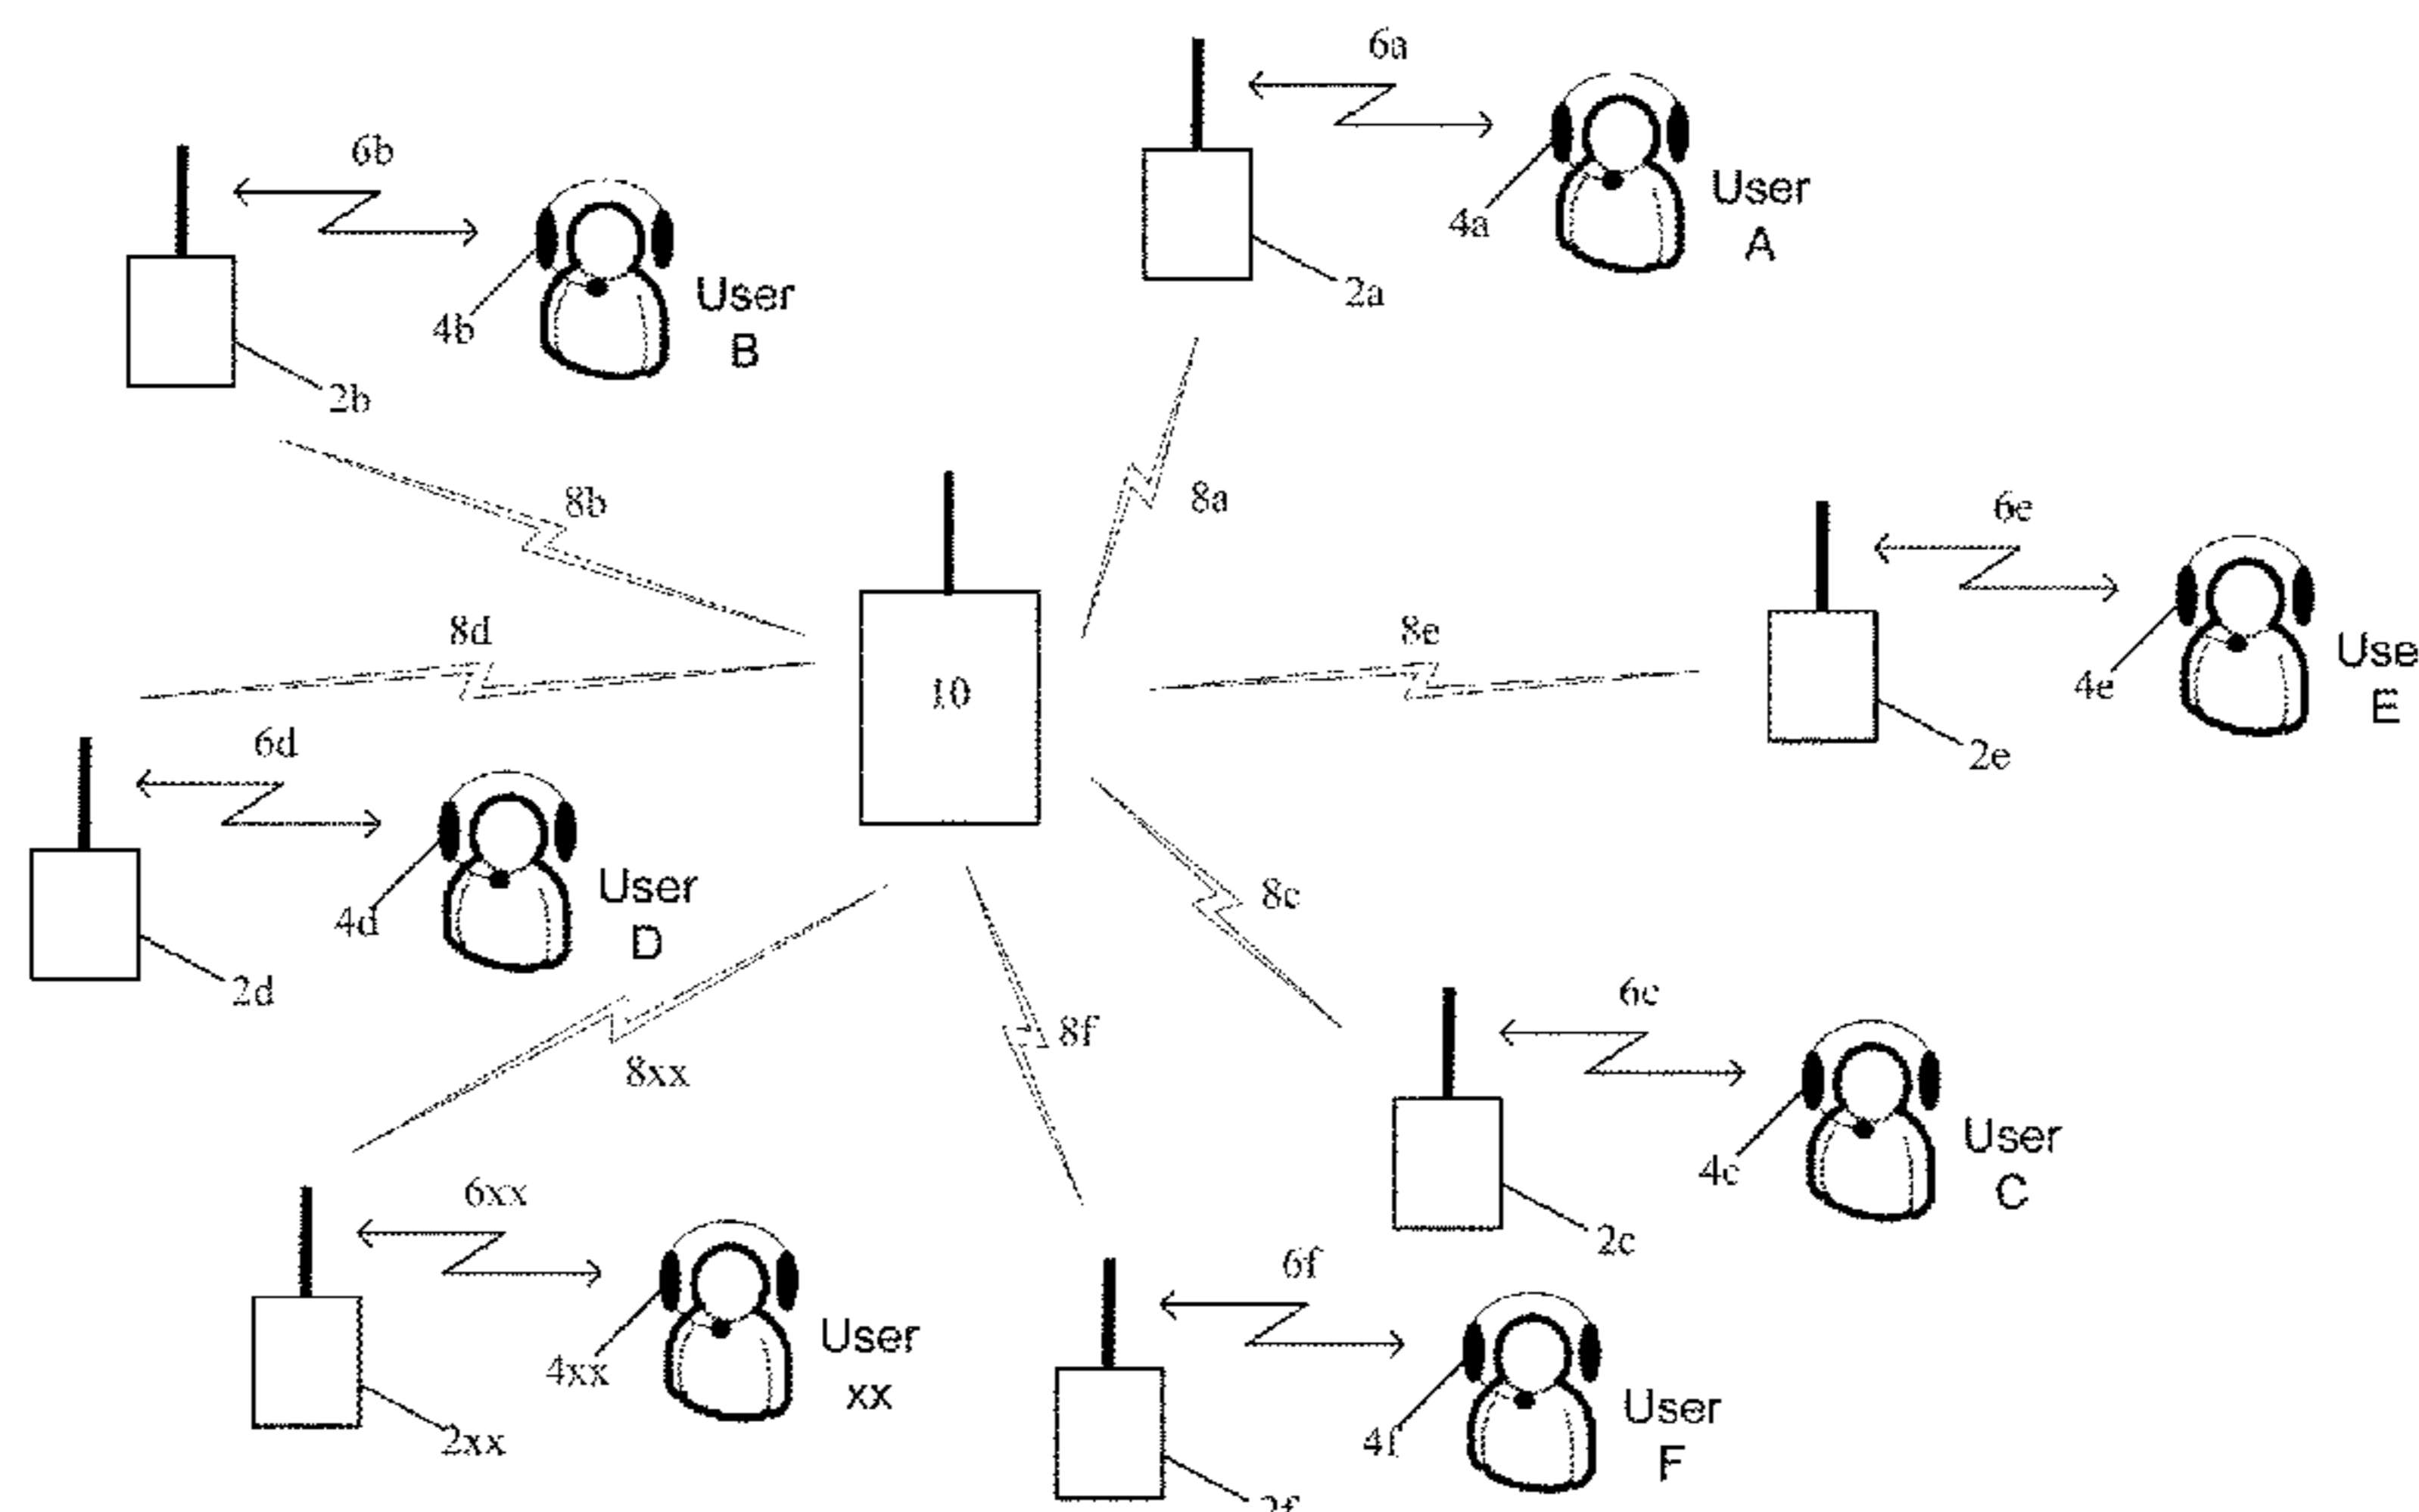 6a
User
A
4a
2a
6b
User
B
4b
2b
8b
8a
6e
Use
E
4e
2e
8d
8e
10
6d
User
D
4d
2d
8c
8xx
8f
6c
User
C
4c
2c
6xx
User
xx
4xx
2xx
6f
User
F
4f
2f